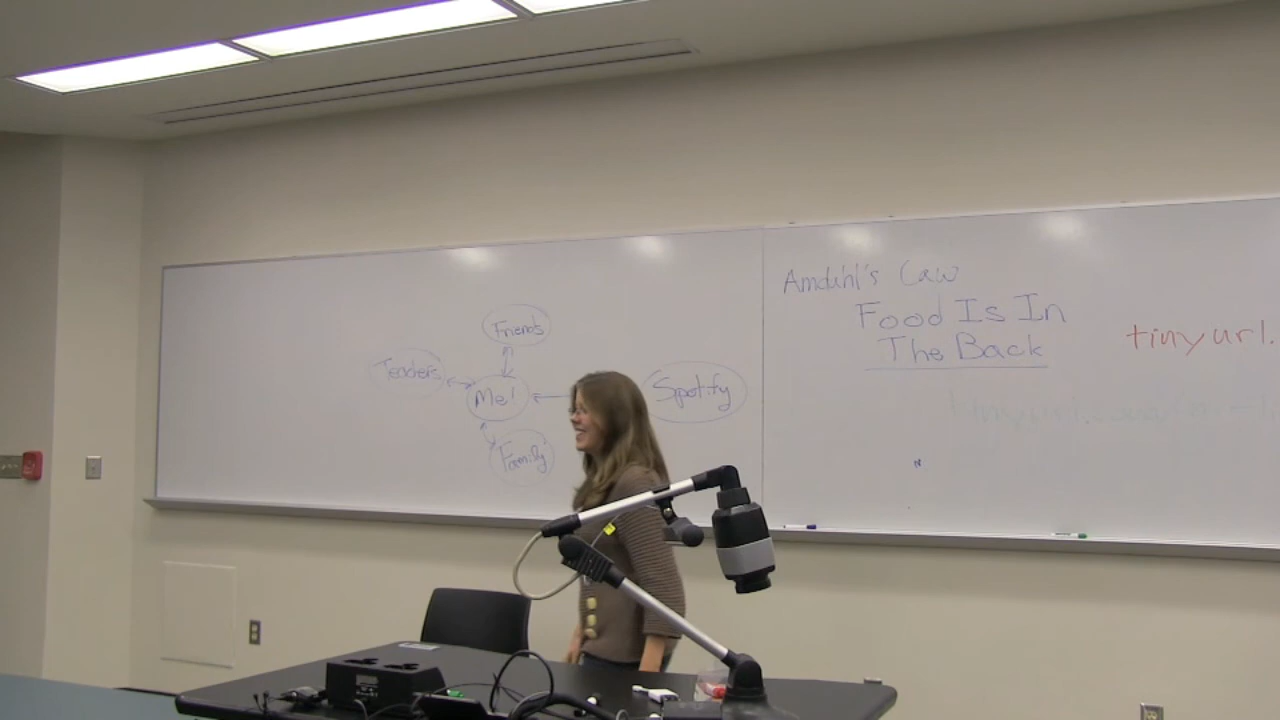 Friends
Teachers
Me!
Family
Spotify
Amdahl's Law
Food Is In
The Back
tinyurl.